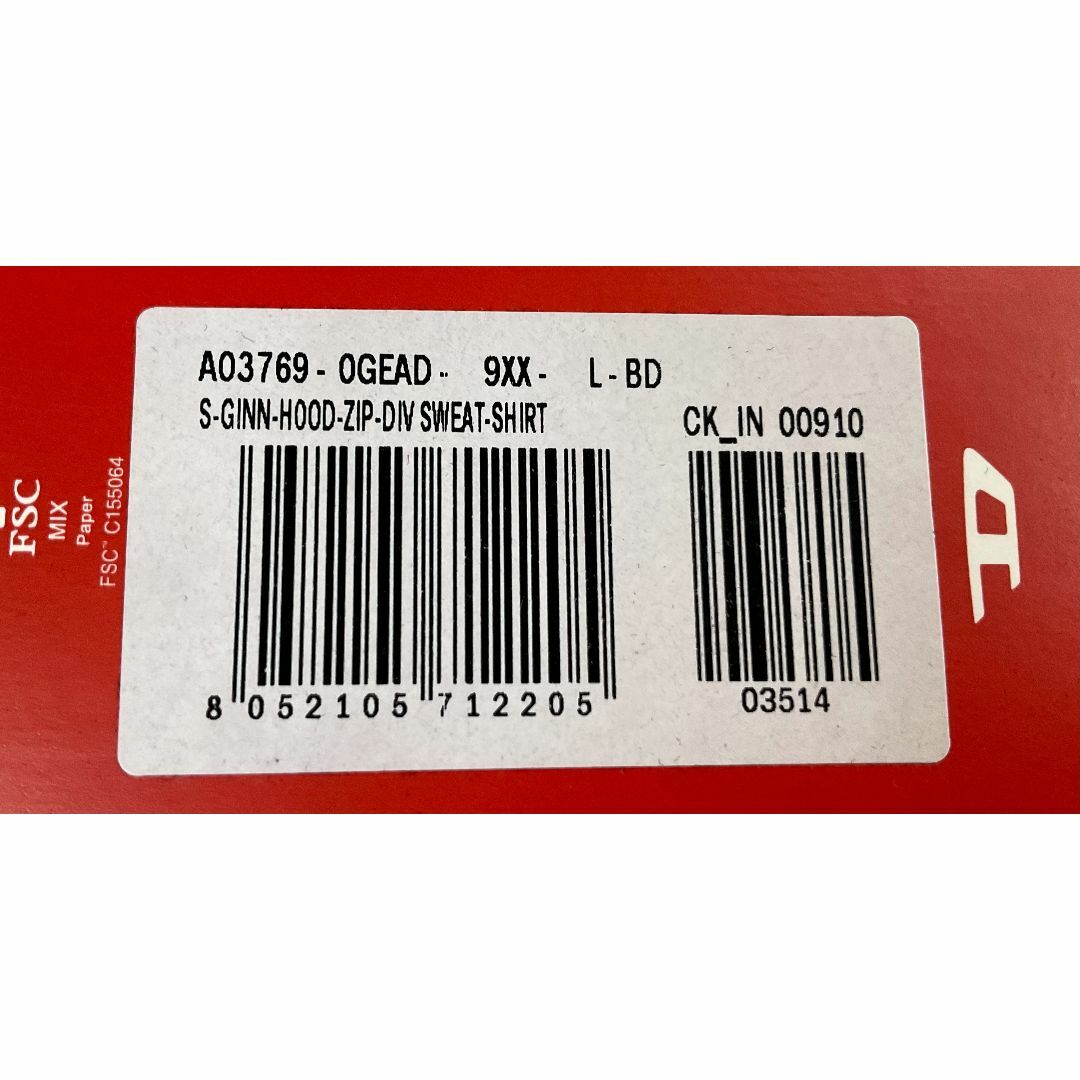 A03769- 0GEAD-- 9XX- L-BD
S-GINN-HOOD-ZIP-DIV SWEAT-SHIRT
CK_IN 00910
8 052105 712205
03514
FSC
MIX
Paper
FSC™ C155064
D